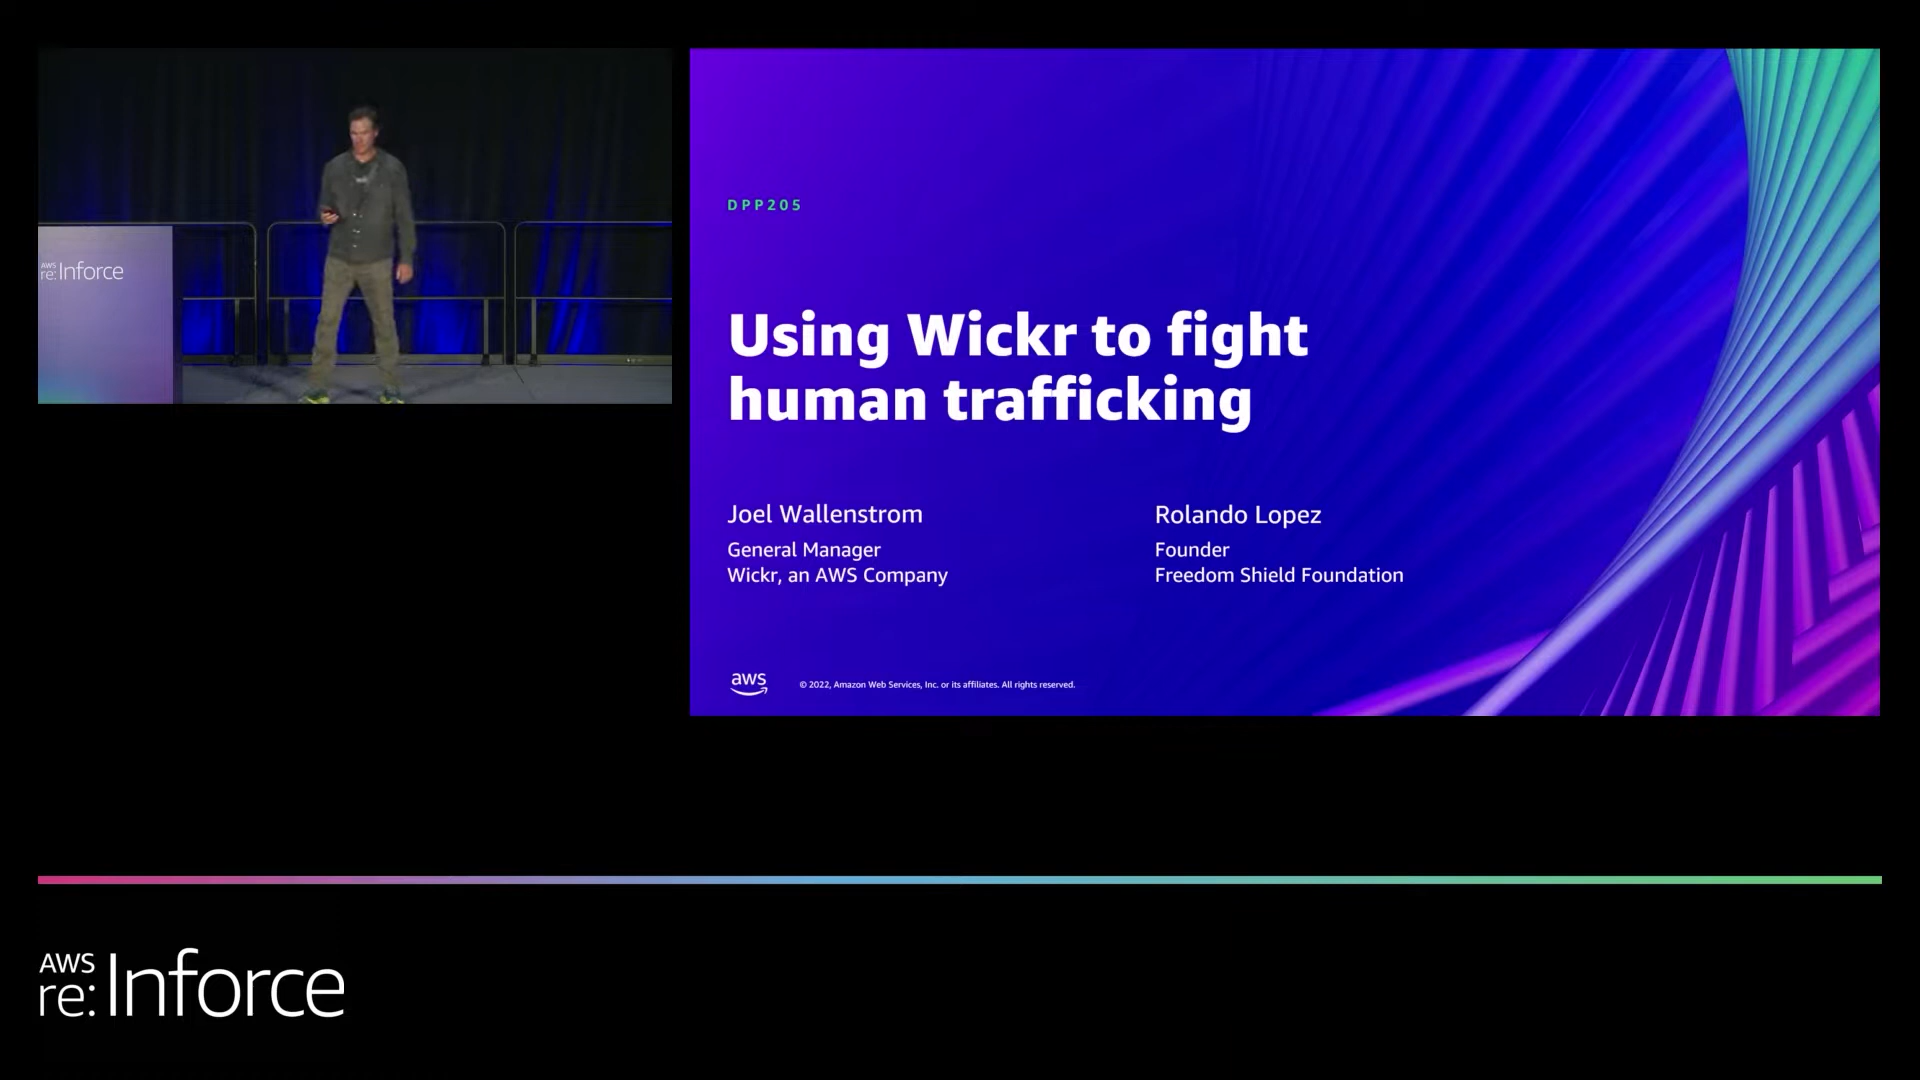 AWS
re: Inforce
DPP205
Using Wickr to fight
human trafficking
Joel Wallenstrom
General Manager
Wickr, an AWS Company
Rolando Lopez
Founder
Freedom Shield Foundation
aws
© 2022, Amazon Web Services, Inc. or its affiliates. All rights reserved.
AWS
re: Inforce